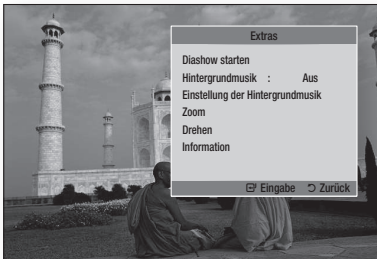 Extras
Diashow starten
Hintergrundmusik : Aus
Einstellung der Hintergrundmusik
Zoom
Drehen
Information
Eingabe Zurück